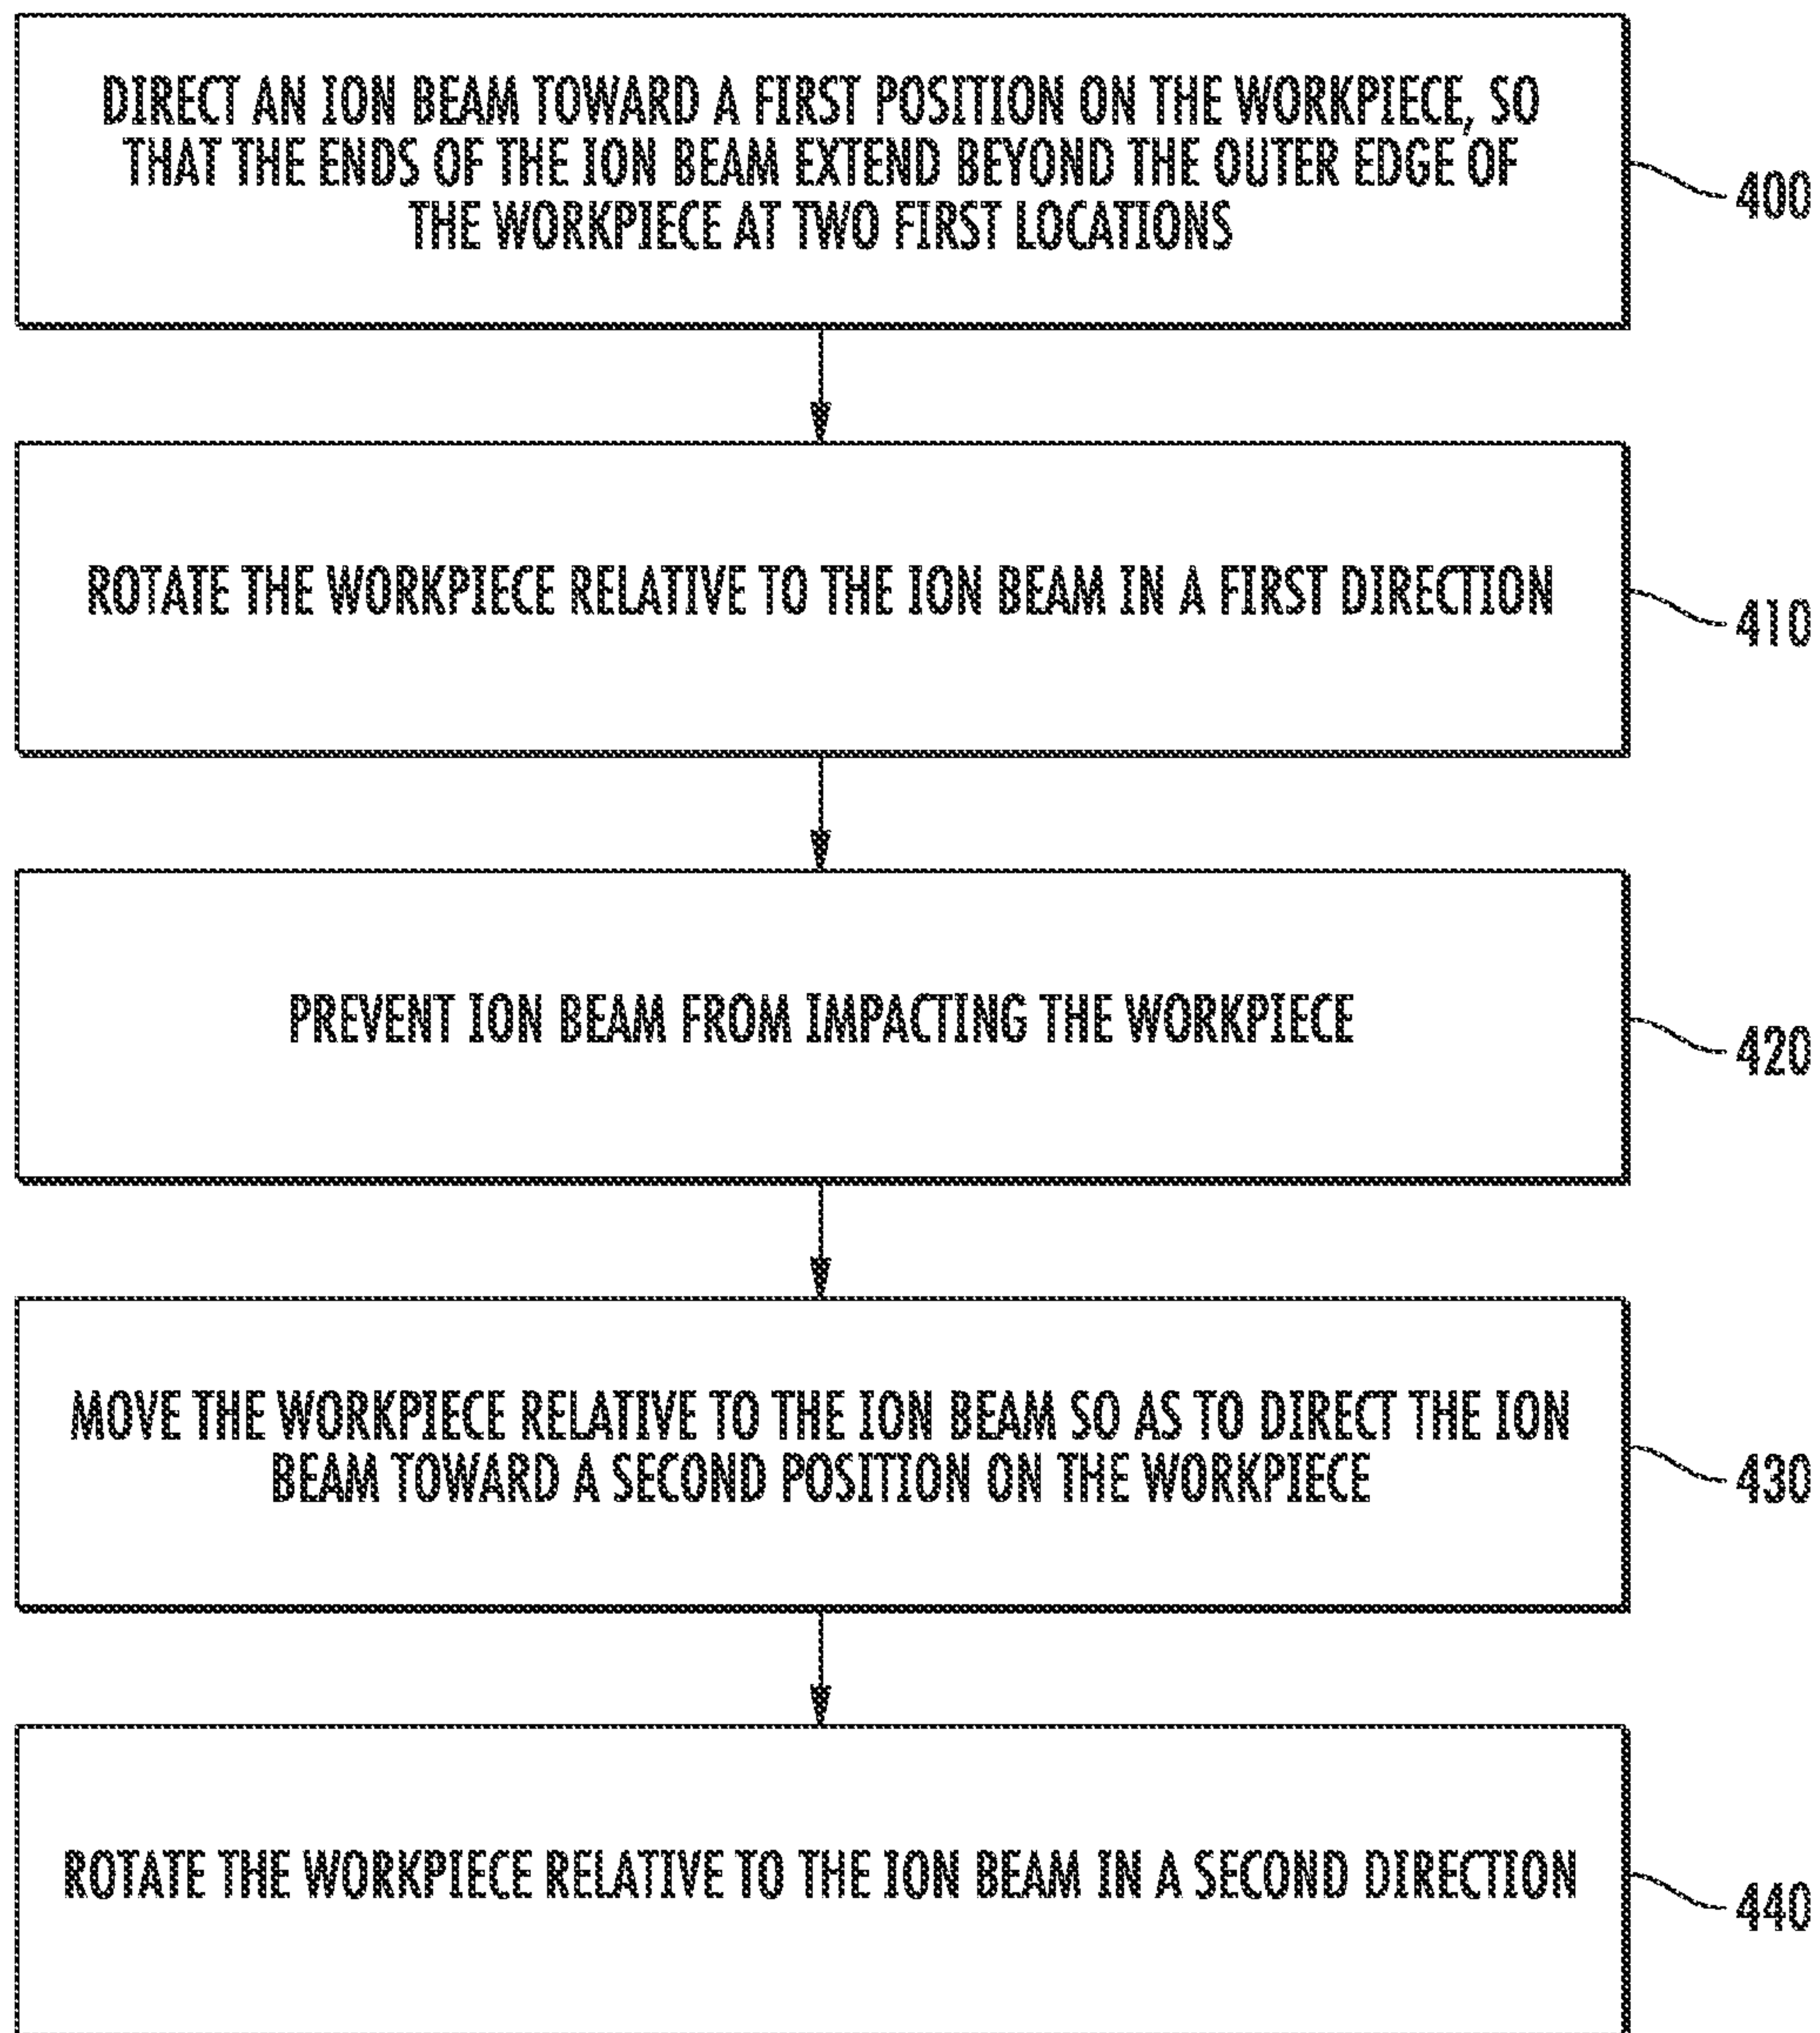 DIRECT AN ION BEAM TOWARD A FIRST POSITION ON THE WORKPIECE, SO
THAT THE ENDS OF THE ION BEAM EXTEND BEYOND THE OUTER EDGE OF
THE WORKPIECE AT TWO FIRST LOCATIONS
400
ROTATE THE WORKPIECE RELATIVE TO THE ION BEAM IN A FIRST DIRECTION
410
PREVENT ION BEAM FROM IMPACTING THE WORKPIECE
420
MOVE THE WORKPIECE RELATIVE TO THE ION BEAM SO AS TO DIRECT THE ION
BEAM TOWARD A SECOND POSITION ON THE WORKPIECE
430
ROTATE THE WORKPIECE RELATIVE TO THE ION BEAM IN A SECOND DIRECTION
440